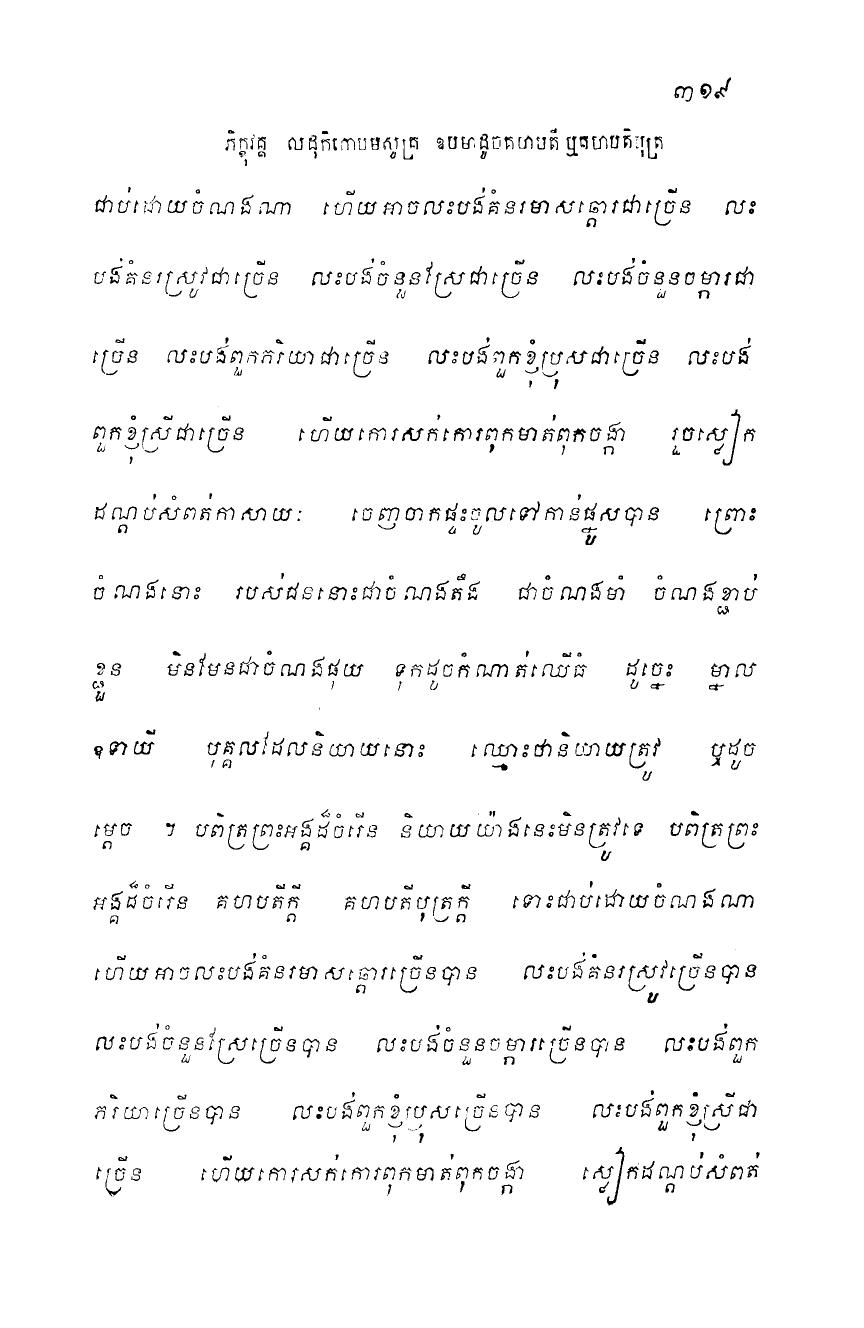 ៣១៩
ភិក្ខុវគ្គ លដុកិកោបមសូត្រ ឧបមាដូចគហបតី ឬគហបតិបុត្រ
ជាប់ដោយចំណងណា ហើយអាចលះបង់គំនរមាសឆ្តោរជាច្រើន លះ
បង់គំនរស្រូវជាច្រើន លះបង់ចំនួនស្រែជាច្រើន លះបង់ចំនួនចម្ការជា
ច្រើន លះបង់ពួកភរិយាជាច្រើន លះបង់ពួកខ្ញុំប្រុសជាច្រើន លះបង់
ពួកខ្ញុំស្រីជាច្រើន ហើយកោរសក់កោរពុកមាត់ពុកចង្កា រួចស្លៀក
ដណ្តប់សំពត់កាសាយៈ ចេញចាកផ្ទះចូលទៅកាន់ផ្នួសបាន ព្រោះ
ចំណងនោះ របស់ជននោះជាចំណងតឹង ជាចំណងមាំ ចំណងខ្ជាប់
ខ្ជួន មិនមែនជាចំណងផុយ ទុកដូចកំណាត់ឈើធំ ដូច្នេះ ម្នាល
ឧទាយី បុគ្គលដែលនិយាយនោះ ឈ្មោះថានិយាយត្រូវ ឬដូច
ម្តេច ។ បពិត្រព្រះអង្គដ៏ចំរើន និយាយយ៉ាងនេះមិនត្រូវទេ បពិត្រព្រះ
អង្គដ៏ចំរើន គហបតីក្តី គហបតីបុត្រក្តី ទោះជាប់ដោយចំណងណា
ហើយអាចលះបង់គំនរមាសឆ្តោរច្រើនបាន លះបង់គំនរស្រូវច្រើនបាន
លះបង់ចំនួនស្រែច្រើនបាន លះបង់ចំនួនចម្ការច្រើនបាន លះបង់ពួក
ភរិយាច្រើនបាន លះបង់ពួកខ្ញុំប្រុសច្រើនបាន លះបង់ពួកខ្ញុំស្រីជា
ច្រើន ហើយកោរសក់កោរពុកមាត់ពុកចង្កា ស្លៀកដណ្តប់សំពត់